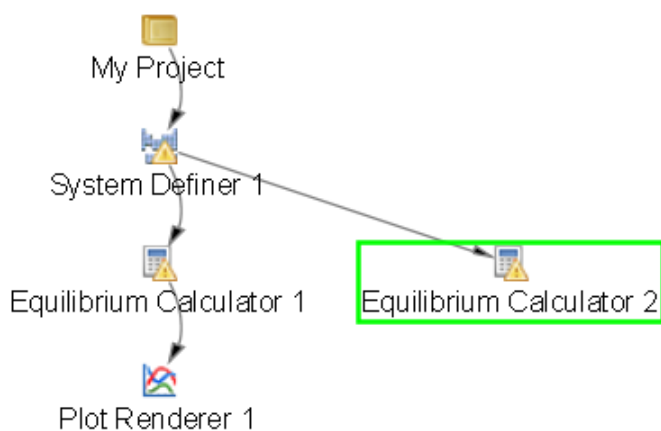 My Project
System Definer 1
Equilibrium Calculator 1
Equilibrium Calculator 2
Plot Renderer 1